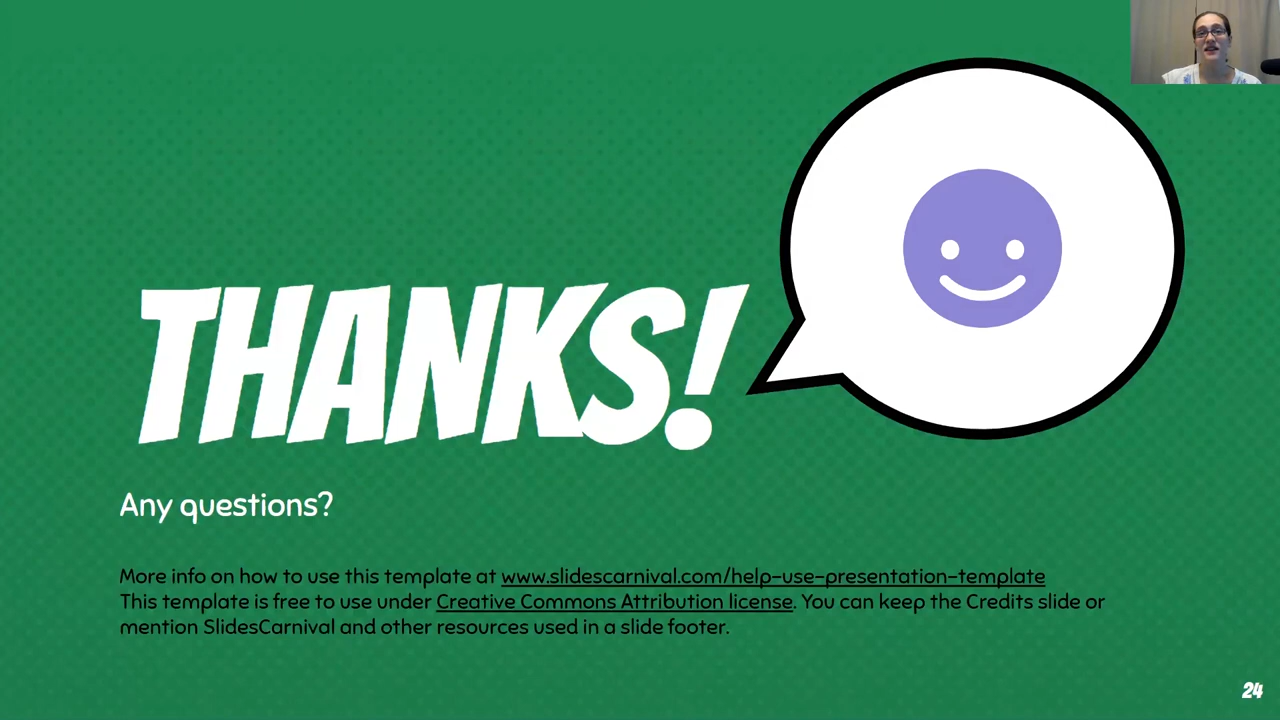 THANKS!
Any questions?
More info on how to use this template at www.slidescarnival.com/help-use-presentation-template
This template is free to use under Creative Commons Attribution license. You can keep the Credits slide or
mention SlidesCarnival and other resources used in a slide footer.
24